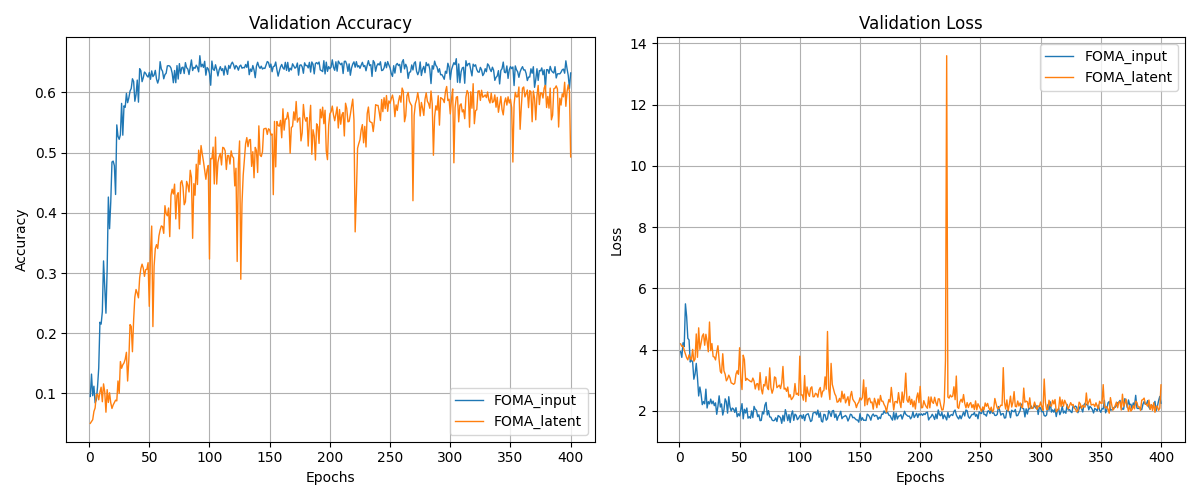 Validation Accuracy
Accuracy
0.6
0.5
0.4
0.3
0.2
0.1
0 50 100 150 200 250 300 350 400
Epochs
FOMA_input
FOMA_latent
Validation Loss
Loss
14
12
10
8
6
4
2
0 50 100 150 200 250 300 350 400
Epochs
FOMA_input
FOMA_latent